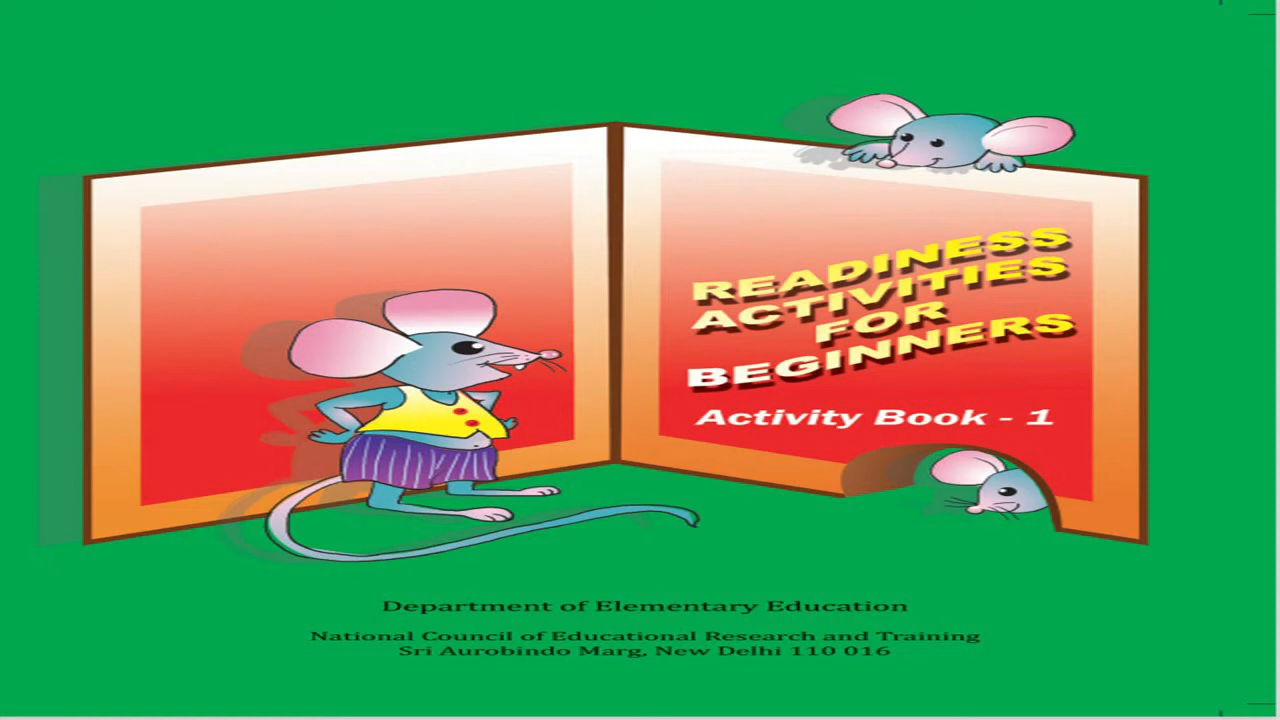 READINESS
ACTIVITIES
FOR
BEGINNERS
Activity Book - 1
Department of Elementary Education
National Council of Educational Research and Training
Sri Aurobindo Marg, New Delhi 110 016